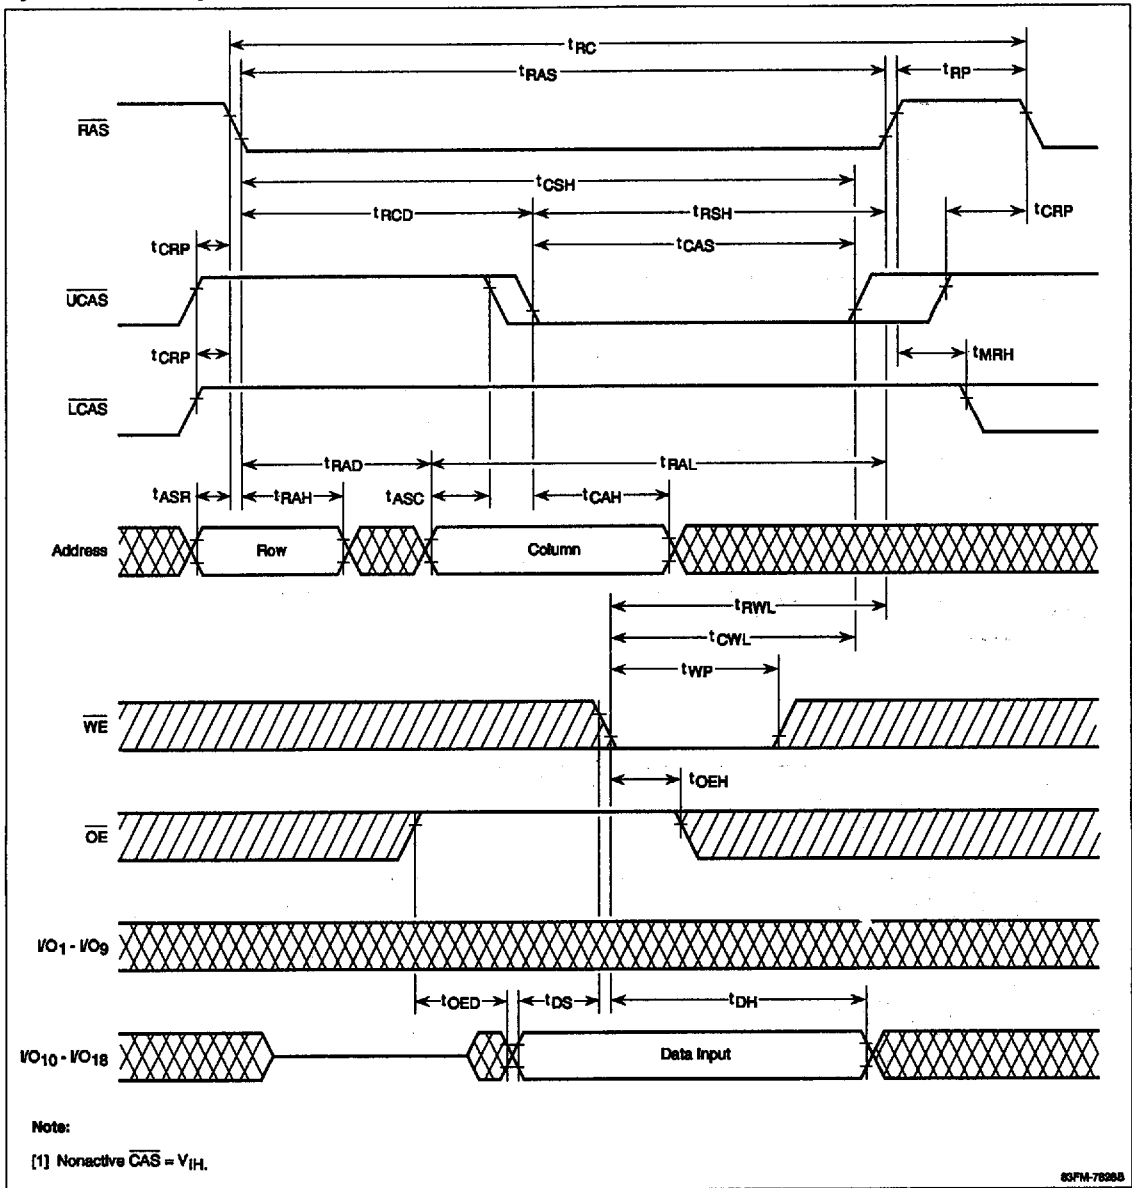 tRC
tRAS
tRP
RAS
tCSH
tRCD
tRSH
tCRP
tCRP
tCAS
UCAS
tCRP
tMRH
LCAS
tRAD
tRAL
tASR
tRAH
tASC
tCAH
Address
Row
Column
tRWL
tCWL
tWP
WE
tOEH
OE
I/O1 - I/O9
tOED
tDS
tDH
I/O10 - I/O18
Data Input
Note:
[1] Nonactive CAS = VIH.